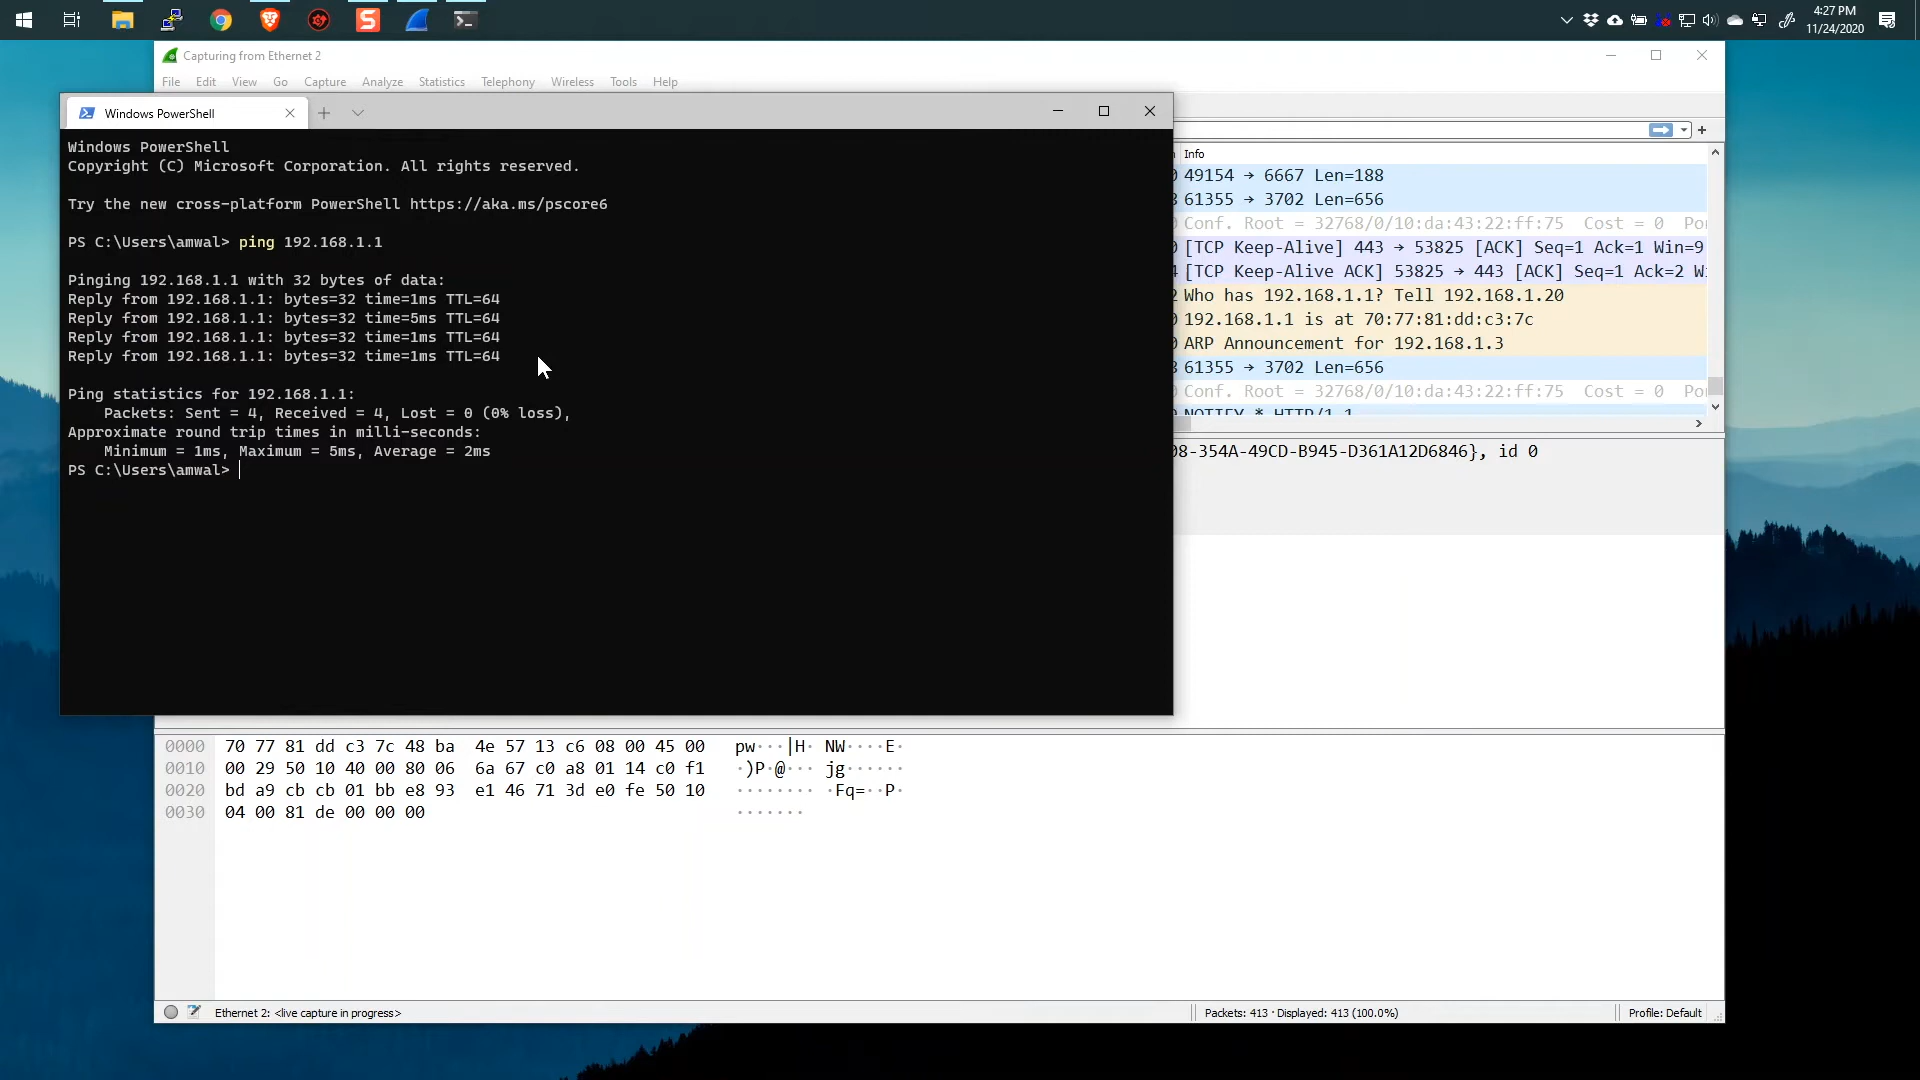 4:27 PM
11/24/2020
Capturing from Ethernet 2
File Edit View Go Capture Analyze Statistics Telephony Wireless Tools Help
Windows PowerShell
Windows PowerShell
Copyright (C) Microsoft Corporation. All rights reserved.
Try the new cross-platform PowerShell https://aka.ms/pscore6
PS C:\Users\amwal> ping 192.168.1.1
Pinging 192.168.1.1 with 32 bytes of data:
Reply from 192.168.1.1: bytes=32 time=1ms TTL=64
Reply from 192.168.1.1: bytes=32 time=5ms TTL=64
Reply from 192.168.1.1: bytes=32 time=1ms TTL=64
Reply from 192.168.1.1: bytes=32 time=1ms TTL=64
Ping statistics for 192.168.1.1:
Packets: Sent = 4, Received = 4, Lost = 0 (0% loss),
Approximate round trip times in milli-seconds:
Minimum = 1ms, Maximum = 5ms, Average = 2ms
PS C:\Users\amwal>
Info
49154 → 6667 Len=188
61355 → 3702 Len=656
Conf. Root = 32768/0/10:da:43:22:ff:75 Cost = 0 Po
[TCP Keep-Alive] 443 → 53825 [ACK] Seq=1 Ack=1 Win=9
[TCP Keep-Alive ACK] 53825 → 443 [ACK] Seq=1 Ack=2 W
Who has 192.168.1.1? Tell 192.168.1.20
192.168.1.1 is at 70:77:81:dd:c3:7c
ARP Announcement for 192.168.1.3
61355 → 3702 Len=656
Conf. Root = 32768/0/10:da:43:22:ff:75 Cost = 0 Po
NOTIFY * HTTP/1.1
08-354A-49CD-B945-D361A12D6846}, id 0
0000 70 77 81 dd c3 7c 48 ba 4e 57 13 c6 08 00 45 00 pw···|H· NW····E·
0010 00 29 50 10 40 00 80 06 6a 67 c0 a8 01 14 c0 f1 ·)P·@··· jg······
0020 bd a9 cb cb 01 bb e8 93 e1 46 71 3d e0 fe 50 10 ········ ·Fq=··P·
0030 04 00 81 de 00 00 00 ·······
Ethernet 2: <live capture in progress>
Packets: 413 · Displayed: 413 (100.0%)
Profile: Default